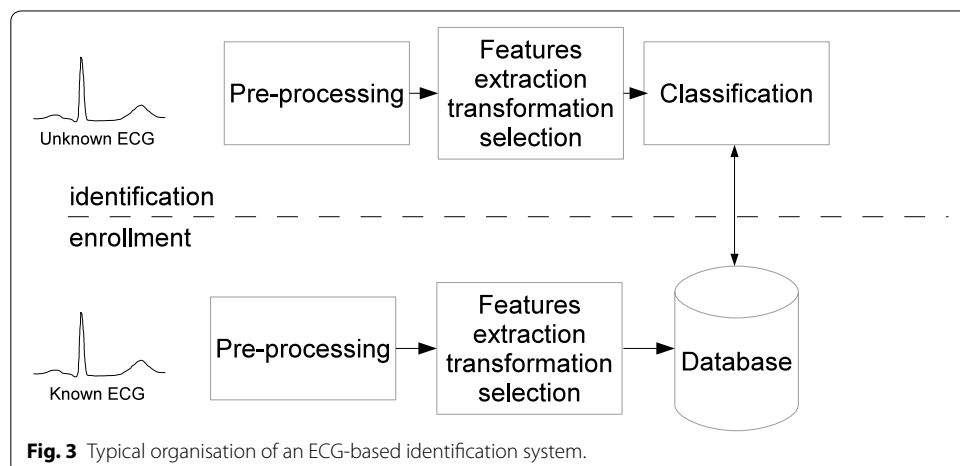 Unknown ECG
Pre-processing
Features
extraction
transformation
selection
Classification
identification
enrollment
Known ECG
Pre-processing
Features
extraction
transformation
selection
Database
Fig. 3 Typical organisation of an ECG-based identification system.